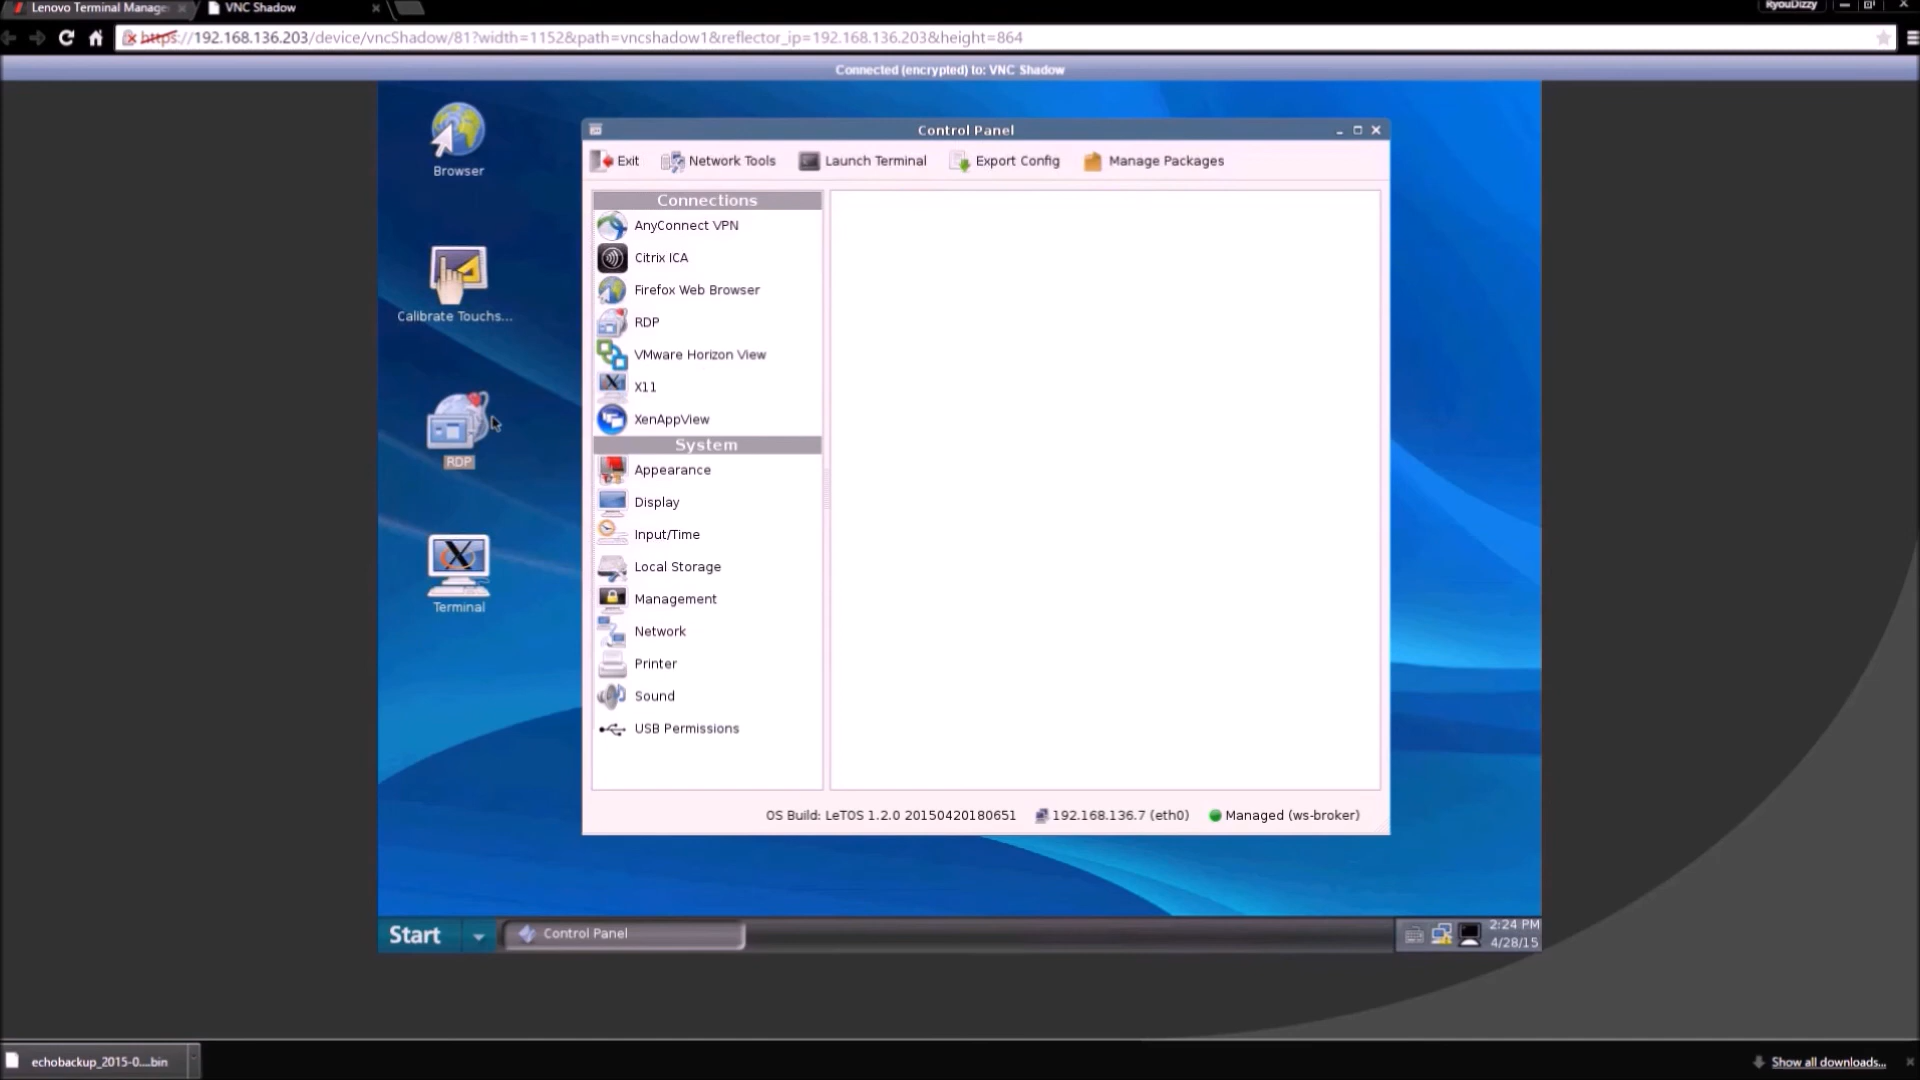 Lenovo Terminal Manage
VNC Shadow
RyouDizzy
https://192.168.136.203/device/vncShadow/81?width=1152&path=vncshadow1&reflector_ip=192.168.136.203&height=864
Connected (encrypted) to: VNC Shadow
Browser
Calibrate Touchs...
RDP
Terminal
Control Panel
Exit
Network Tools
Launch Terminal
Export Config
Manage Packages
Connections
AnyConnect VPN
Citrix ICA
Firefox Web Browser
RDP
VMware Horizon View
X11
XenAppView
System
Appearance
Display
Input/Time
Local Storage
Management
Network
Printer
Sound
USB Permissions
OS Build: LeTOS 1.2.0 20150420180651
192.168.136.7 (eth0)
Managed (ws-broker)
Start
Control Panel
2:24 PM
4/28/15
echobackup_2015-0....bin
Show all downloads...